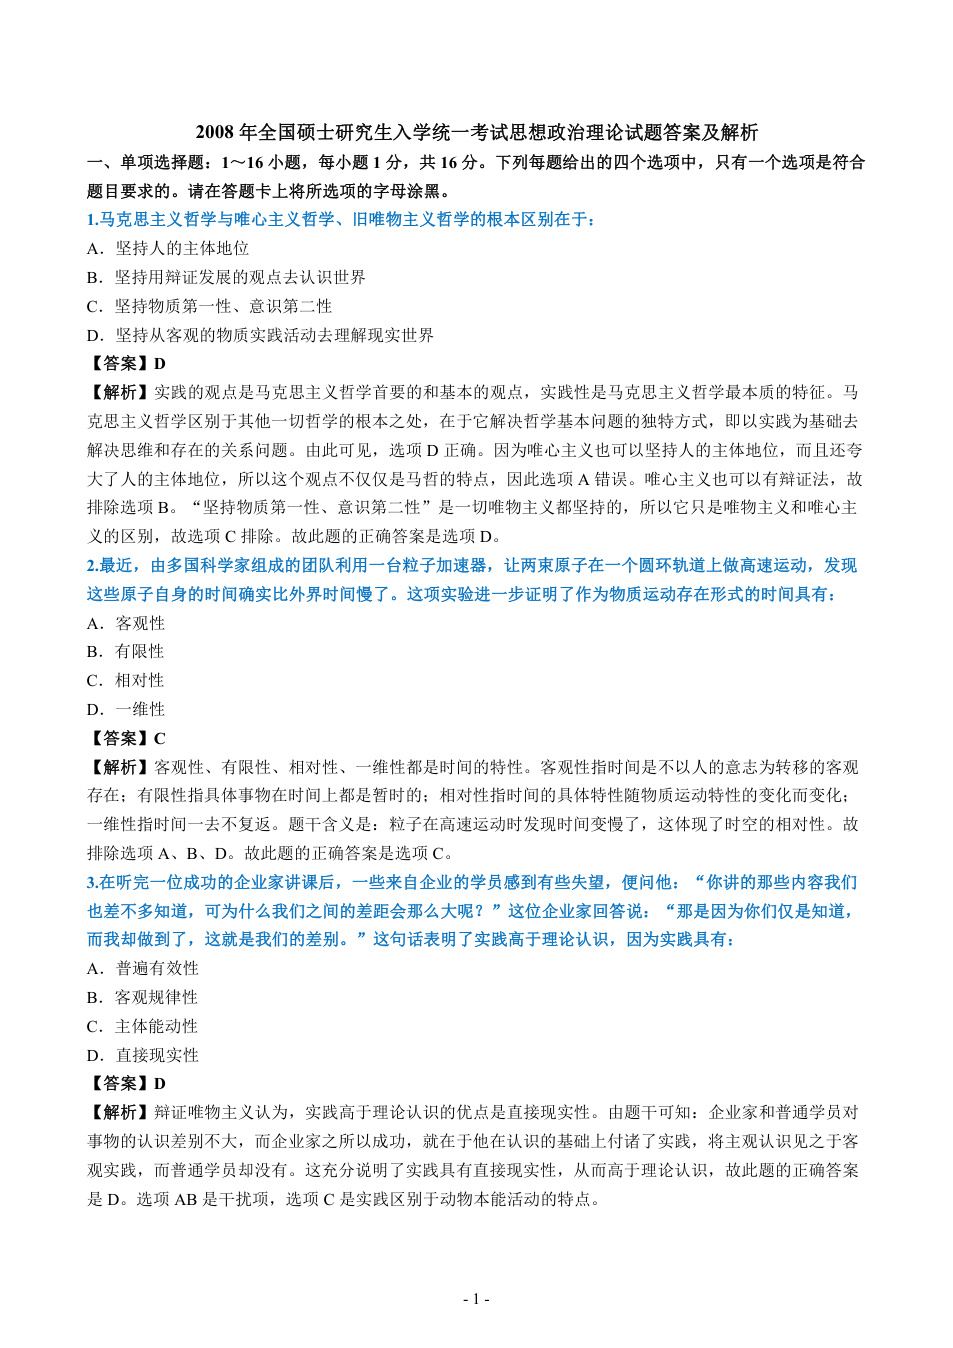 2008 年全国硕士研究生入学统一考试思想政治理论试题答案及解析
一、单项选择题：1～16 小题，每小题 1 分，共 16 分。下列每题给出的四个选项中，只有一个选项是符合
题目要求的。请在答题卡上将所选项的字母涂黑。
1.马克思主义哲学与唯心主义哲学、旧唯物主义哲学的根本区别在于：
A．坚持人的主体地位
B．坚持用辩证发展的观点去认识世界
C．坚持物质第一性、意识第二性
D．坚持从客观的物质实践活动去理解现实世界
【答案】D
【解析】实践的观点是马克思主义哲学首要的和基本的观点，实践性是马克思主义哲学最本质的特征。马
克思主义哲学区别于其他一切哲学的根本之处，在于它解决哲学基本问题的独特方式，即以实践为基础去
解决思维和存在的关系问题。由此可见，选项 D 正确。因为唯心主义也可以坚持人的主体地位，而且还夸
大了人的主体地位，所以这个观点不仅仅是马哲的特点，因此选项 A 错误。唯心主义也可以有辩证法，故
排除选项 B。“坚持物质第一性、意识第二性”是一切唯物主义都坚持的，所以它只是唯物主义和唯心主
义的区别，故选项 C 排除。故此题的正确答案是选项 D。
2.最近，由多国科学家组成的团队利用一台粒子加速器，让两束原子在一个圆环轨道上做高速运动，发现
这些原子自身的时间确实比外界时间慢了。这项实验进一步证明了作为物质运动存在形式的时间具有：
A．客观性
B．有限性
C．相对性
D．一维性
【答案】C
【解析】客观性、有限性、相对性、一维性都是时间的特性。客观性指时间是不以人的意志为转移的客观
存在；有限性指具体事物在时间上都是暂时的；相对性指时间的具体特性随物质运动特性的变化而变化；
一维性指时间一去不复返。题干含义是：粒子在高速运动时发现时间变慢了，这体现了时空的相对性。故
排除选项 A、B、D。故此题的正确答案是选项 C。
3.在听完一位成功的企业家讲课后，一些来自企业的学员感到有些失望，便问他：“你讲的那些内容我们
也差不多知道，可为什么我们之间的差距会那么大呢？”这位企业家回答说：“那是因为你们仅是知道，
而我却做到了，这就是我们的差别。”这句话表明了实践高于理论认识，因为实践具有：
A．普遍有效性
B．客观规律性
C．主体能动性
D．直接现实性
【答案】D
【解析】辩证唯物主义认为，实践高于理论认识的优点是直接现实性。由题干可知：企业家和普通学员对
事物的认识差别不大，而企业家之所以成功，就在于他在认识的基础上付诸了实践，将主观认识见之于客
观实践，而普通学员却没有。这充分说明了实践具有直接现实性，从而高于理论认识，故此题的正确答案
是 D。选项 AB 是干扰项，选项 C 是实践区别于动物本能活动的特点。
- 1 -